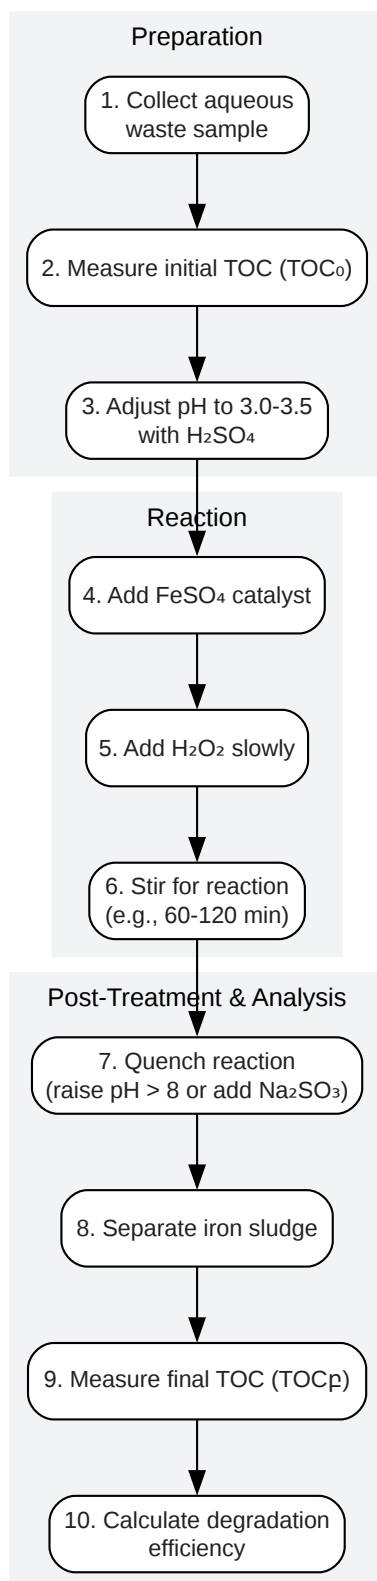 Preparation
1. Collect aqueous
waste sample
2. Measure initial TOC (TOC₀)
3. Adjust pH to 3.0-3.5
with H₂SO₄
Reaction
4. Add FeSO₄ catalyst
5. Add H₂O₂ slowly
6. Stir for reaction
(e.g., 60-120 min)
Post-Treatment & Analysis
7. Quench reaction
(raise pH > 8 or add Na₂SO₃)
8. Separate iron sludge
9. Measure final TOC (TOCբ)
10. Calculate degradation
efficiency